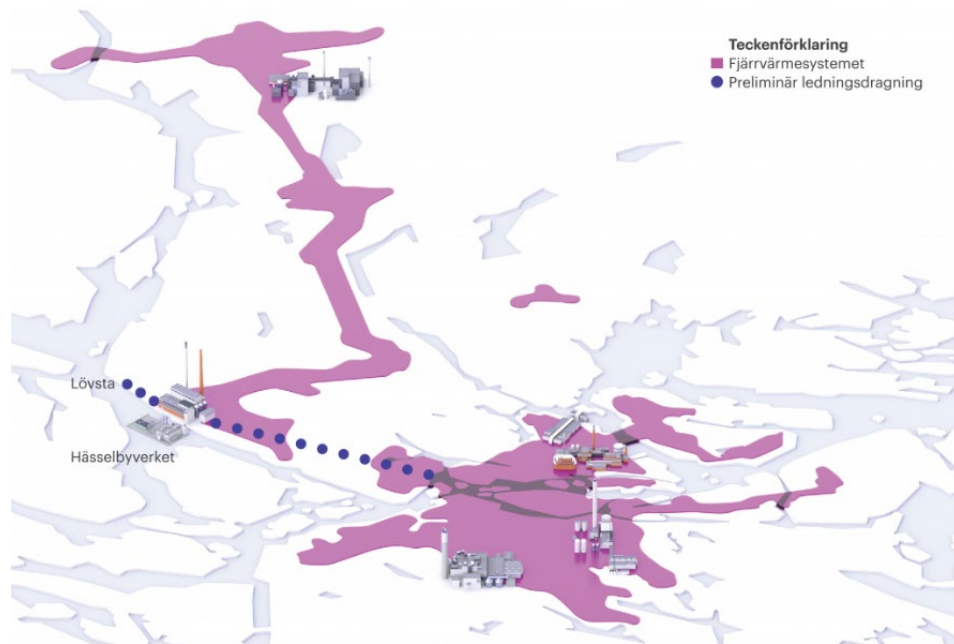 Teckenförklaring
Fjärrvärmesystemet
Preliminär ledningsdragning
Lövsta
Hässelbyverket